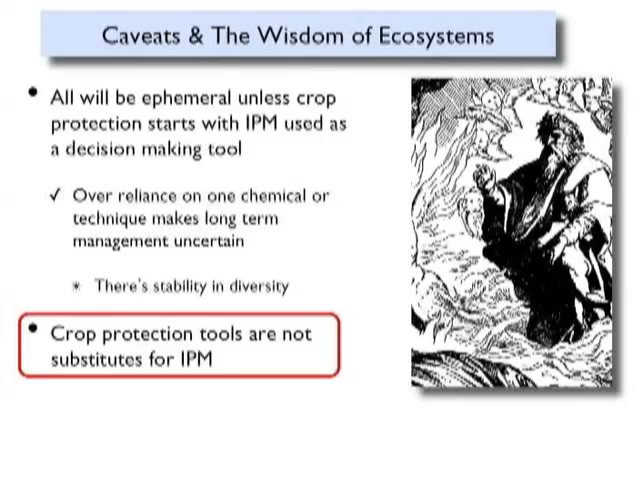 Caveats & The Wisdom of Ecosystems
• All will be ephemeral unless crop
protection starts with IPM used as
a decision making tool
✓ Over reliance on one chemical or
technique makes long term
management uncertain
* There's stability in diversity
• Crop protection tools are not
substitutes for IPM